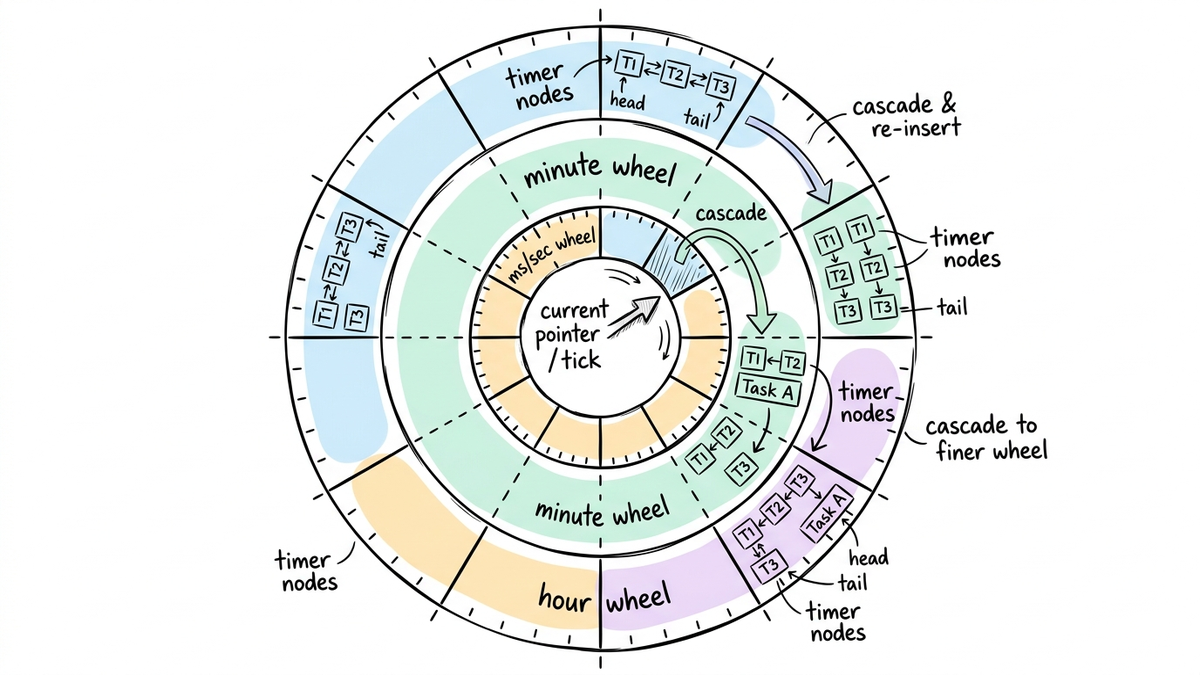 timer
nodes
T1
T2
T3
head
tail
cascade &
re-insert
minute wheel
cascade
ms/sec wheel
T3
T2
T1
T3
tail
current
pointer
/tick
T1
T1
T2
T2
T3
T3
timer
nodes
tail
T1
T2
Task A
T2
T1
T3
timer
nodes
cascade to
finer wheel
minute wheel
T3
T2
T1
T3
Task A
head
tail
timer
nodes
timer
nodes
hour wheel